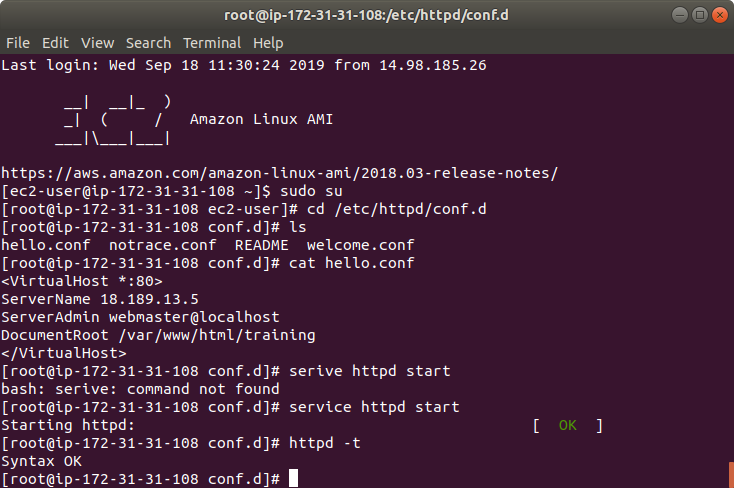 root@ip-172-31-31-108:/etc/httpd/conf.d
File Edit View Search Terminal Help
Last login: Wed Sep 18 11:30:24 2019 from 14.98.185.26
       __|  __|_  )
       _|  (     /   Amazon Linux AMI
      ___|\___|___|
https://aws.amazon.com/amazon-linux-ami/2018.03-release-notes/
[ec2-user@ip-172-31-31-108 ~]$ sudo su
[root@ip-172-31-31-108 ec2-user]# cd /etc/httpd/conf.d
[root@ip-172-31-31-108 conf.d]# ls
hello.conf  notrace.conf  README  welcome.conf
[root@ip-172-31-31-108 conf.d]# cat hello.conf
<VirtualHost *:80>
ServerName 18.189.13.5
ServerAdmin webmaster@localhost
DocumentRoot /var/www/html/training
</VirtualHost>
[root@ip-172-31-31-108 conf.d]# serive httpd start
bash: serive: command not found
[root@ip-172-31-31-108 conf.d]# service httpd start
Starting httpd:                                            [  OK  ]
[root@ip-172-31-31-108 conf.d]# httpd -t
Syntax OK
[root@ip-172-31-31-108 conf.d]#